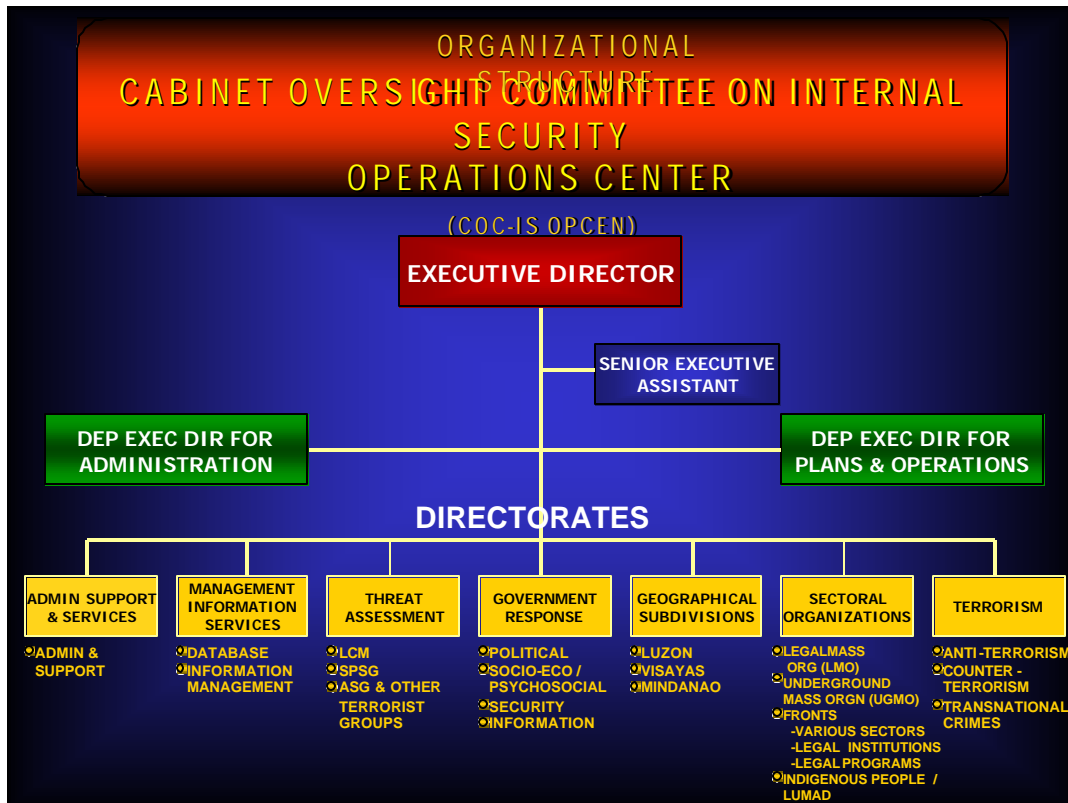 ORGANIZATIONAL
STRUCTURE
CABINET OVERSIGHT COMMITTEE ON INTERNAL
SECURITY
OPERATIONS CENTER
(COC-IS OPCEN)
EXECUTIVE DIRECTOR
SENIOR EXECUTIVE
ASSISTANT
DEP EXEC DIR FOR
ADMINISTRATION
DEP EXEC DIR FOR
PLANS & OPERATIONS
DIRECTORATES
ADMIN SUPPORT
& SERVICES
ADMIN &
SUPPORT
MANAGEMENT
INFORMATION
SERVICES
DATABASE
INFORMATION
MANAGEMENT
THREAT
ASSESSMENT
LCM
SPSG
ASG & OTHER
TERRORIST
GROUPS
GOVERNMENT
RESPONSE
POLITICAL
SOCIO-ECO /
PSYCHOSOCIAL
SECURITY
INFORMATION
GEOGRAPHICAL
SUBDIVISIONS
LUZON
VISAYAS
MINDANAO
SECTORAL
ORGANIZATIONS
LEGALMASS
ORG (LMO)
UNDERGROUND
MASS ORGN (UGMO)
FRONTS
-VARIOUS SECTORS
-LEGAL INSTITUTIONS
-LEGAL PROGRAMS
INDIGENOUS PEOPLE /
LUMAD
TERRORISM
ANTI-TERRORISM
COUNTER -
TERRORISM
TRANSNATIONAL
CRIMES